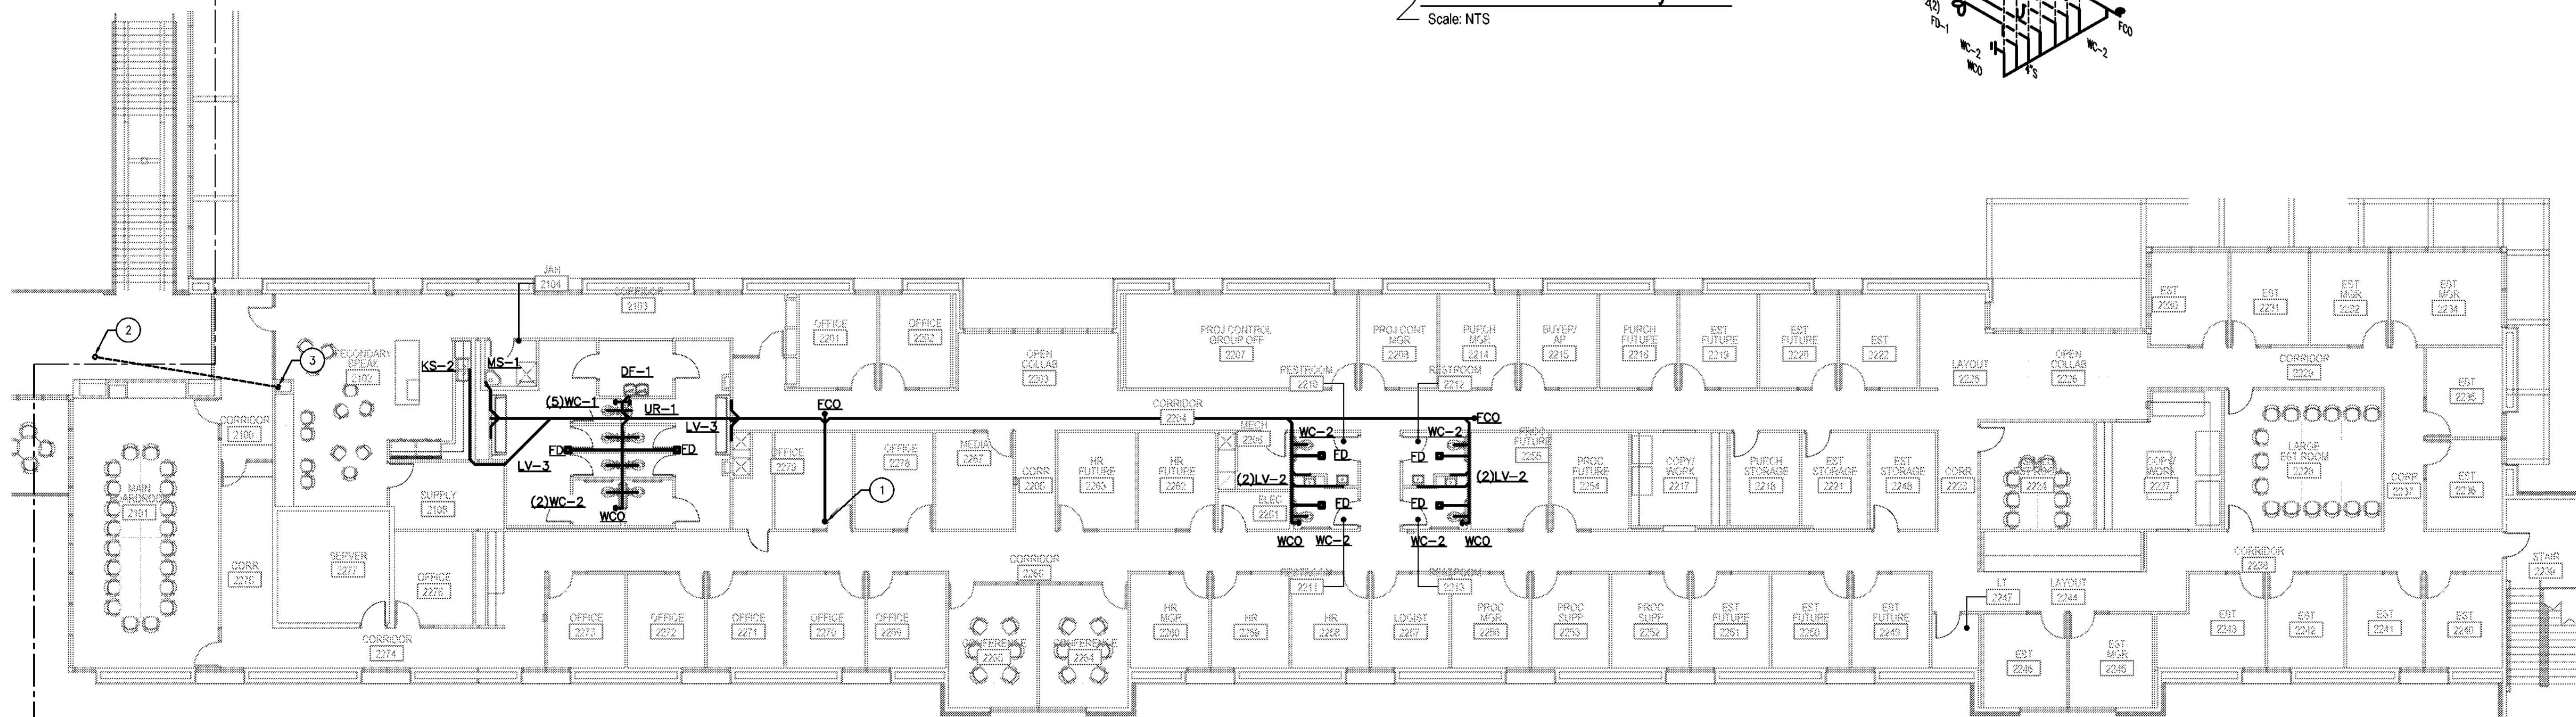 Scale: NTS
FD-1
WC-2
WCO
4"S
WC-2
FCO
JAN
2104
CORRIDOR
2103
2
3
1
SECONDARY
BREAK
2102
KS-2
MS-1
DF-1
(5)WC-1
UR-1
LV-3
FCO
LV-3
FD
FD
(2)WC-2
WCO
OFFICE
2201
OFFICE
2202
OPEN
COLLAB
2203
PROJ CONTROL
GROUP OFF
2207
PROJ CONT
MGR
2208
PURCH
MGR
2214
BUYER/
AP
2215
PURCH
FUTURE
2216
EST
FUTURE
2219
EST
FUTURE
2220
EST
2222
LAYOUT
2225
OPEN
COLLAB
2226
EST
2230
EST
2231
EST
MGR
2232
EST
MGR
2234
CORRIDOR
2229
EST
2235
EST
2236
RESTROOM
2210
RESTROOM
2212
CORRIDOR
2204
FCO
CORRIDOR
2100
MAIN
BOARDROOM
2101
SUPPLY
2108
SERVER
2277
CORR
2275
OFFICE
2276
CORRIDOR
2274
OFFICE
2279
OFFICE
2278
MEDIA
2267
CORR
2205
HR
FUTURE
2263
HR
FUTURE
2262
MECH
2206
ELEC
2261
WC-2
FD
(2)LV-2
FD
WCO
WC-2
WC-2
FD
(2)LV-2
FD
WC-2
WCO
PROC
FUTURE
2255
PROC
FUTURE
2254
COPY/
WORK
2217
PURCH
STORAGE
2218
EST
STORAGE
2221
EST
STORAGE
2248
CORR
2223
2224
COPY/
WORK
2227
LARGE
EST ROOM
2228
CORR
2237
CORRIDOR
2238
STAIR
2239
CORRIDOR
2266
OFFICE
2273
OFFICE
2272
OFFICE
2271
OFFICE
2270
OFFICE
2269
CONFERENCE
2265
CONFERENCE
2264
HR
MGR
2260
HR
2259
HR
2258
RESTROOM
2211
RESTROOM
2213
LOGIST
2257
PROC
MGR
PROC
SUPP
2253
PROC
SUPP
2252
EST
FUTURE
2251
EST
FUTURE
2250
EST
FUTURE
2249
LT
2247
LAYOUT
2244
EST
2246
EST
MGR
2245
EST
2243
EST
2242
EST
2241
EST
2240